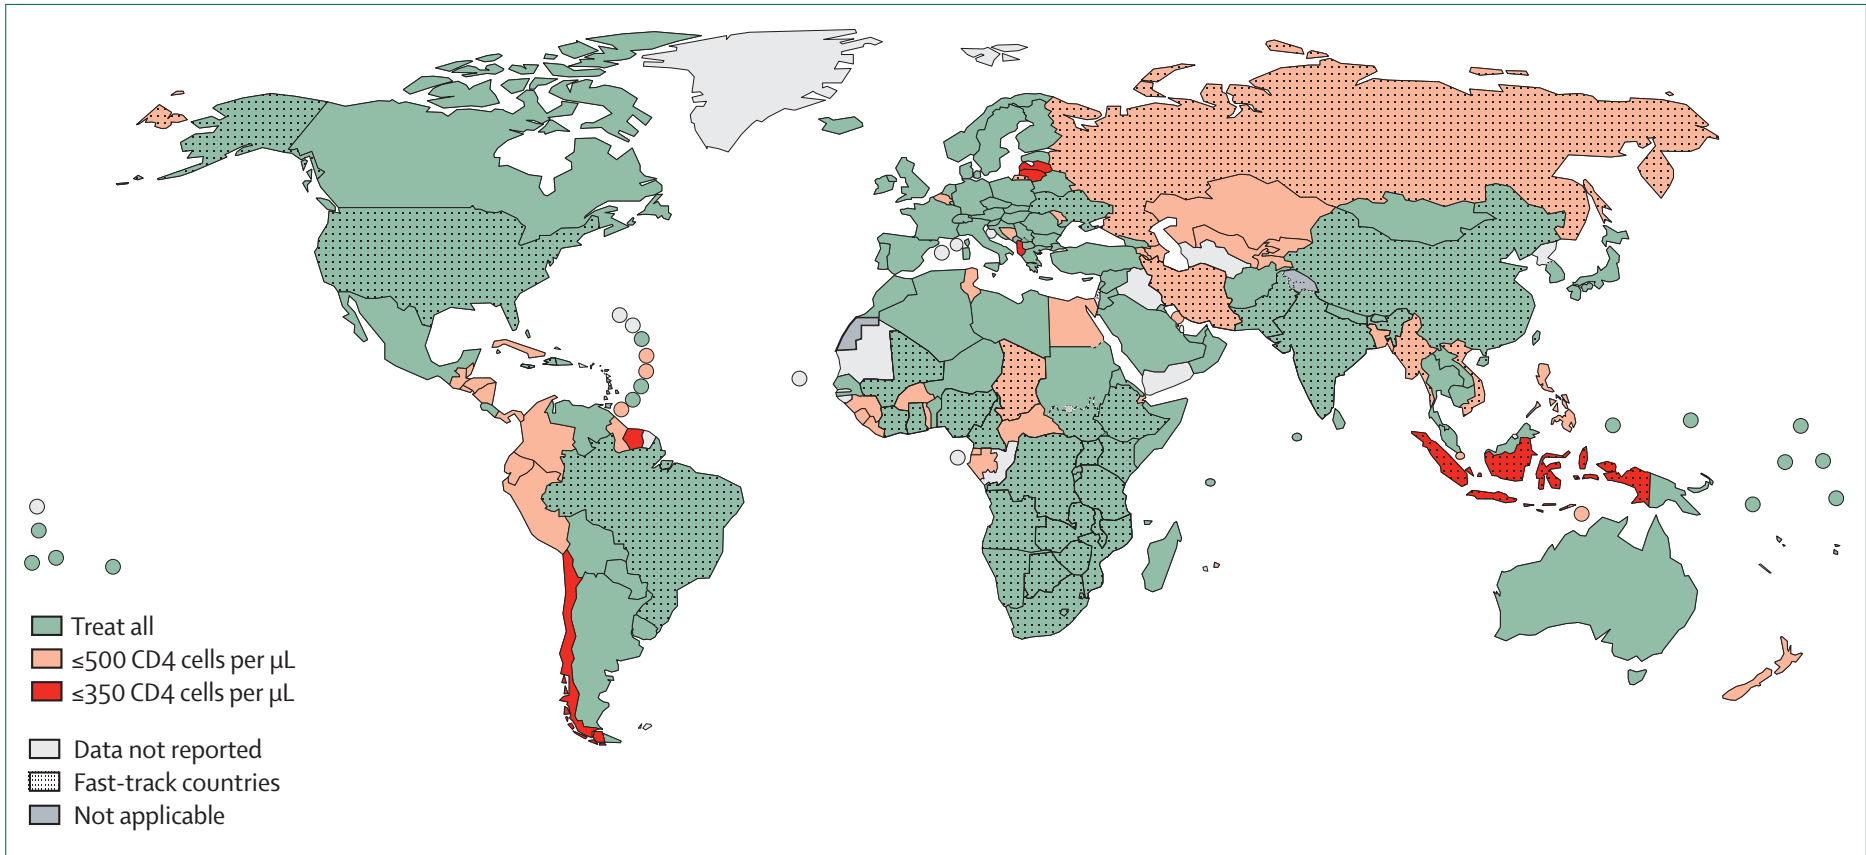 Treat all
≤500 CD4 cells per µL
≤350 CD4 cells per µL
Data not reported
Fast-track countries
Not applicable